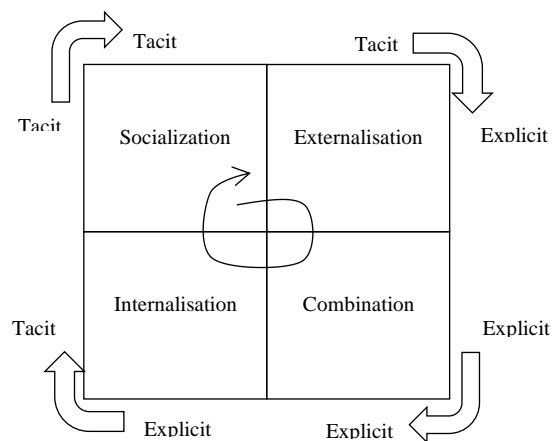 Tacit
Tacit
Tacit
Explicit
Socialization
Externalisation
Internalisation
Combination
Tacit
Explicit
Explicit
Explicit